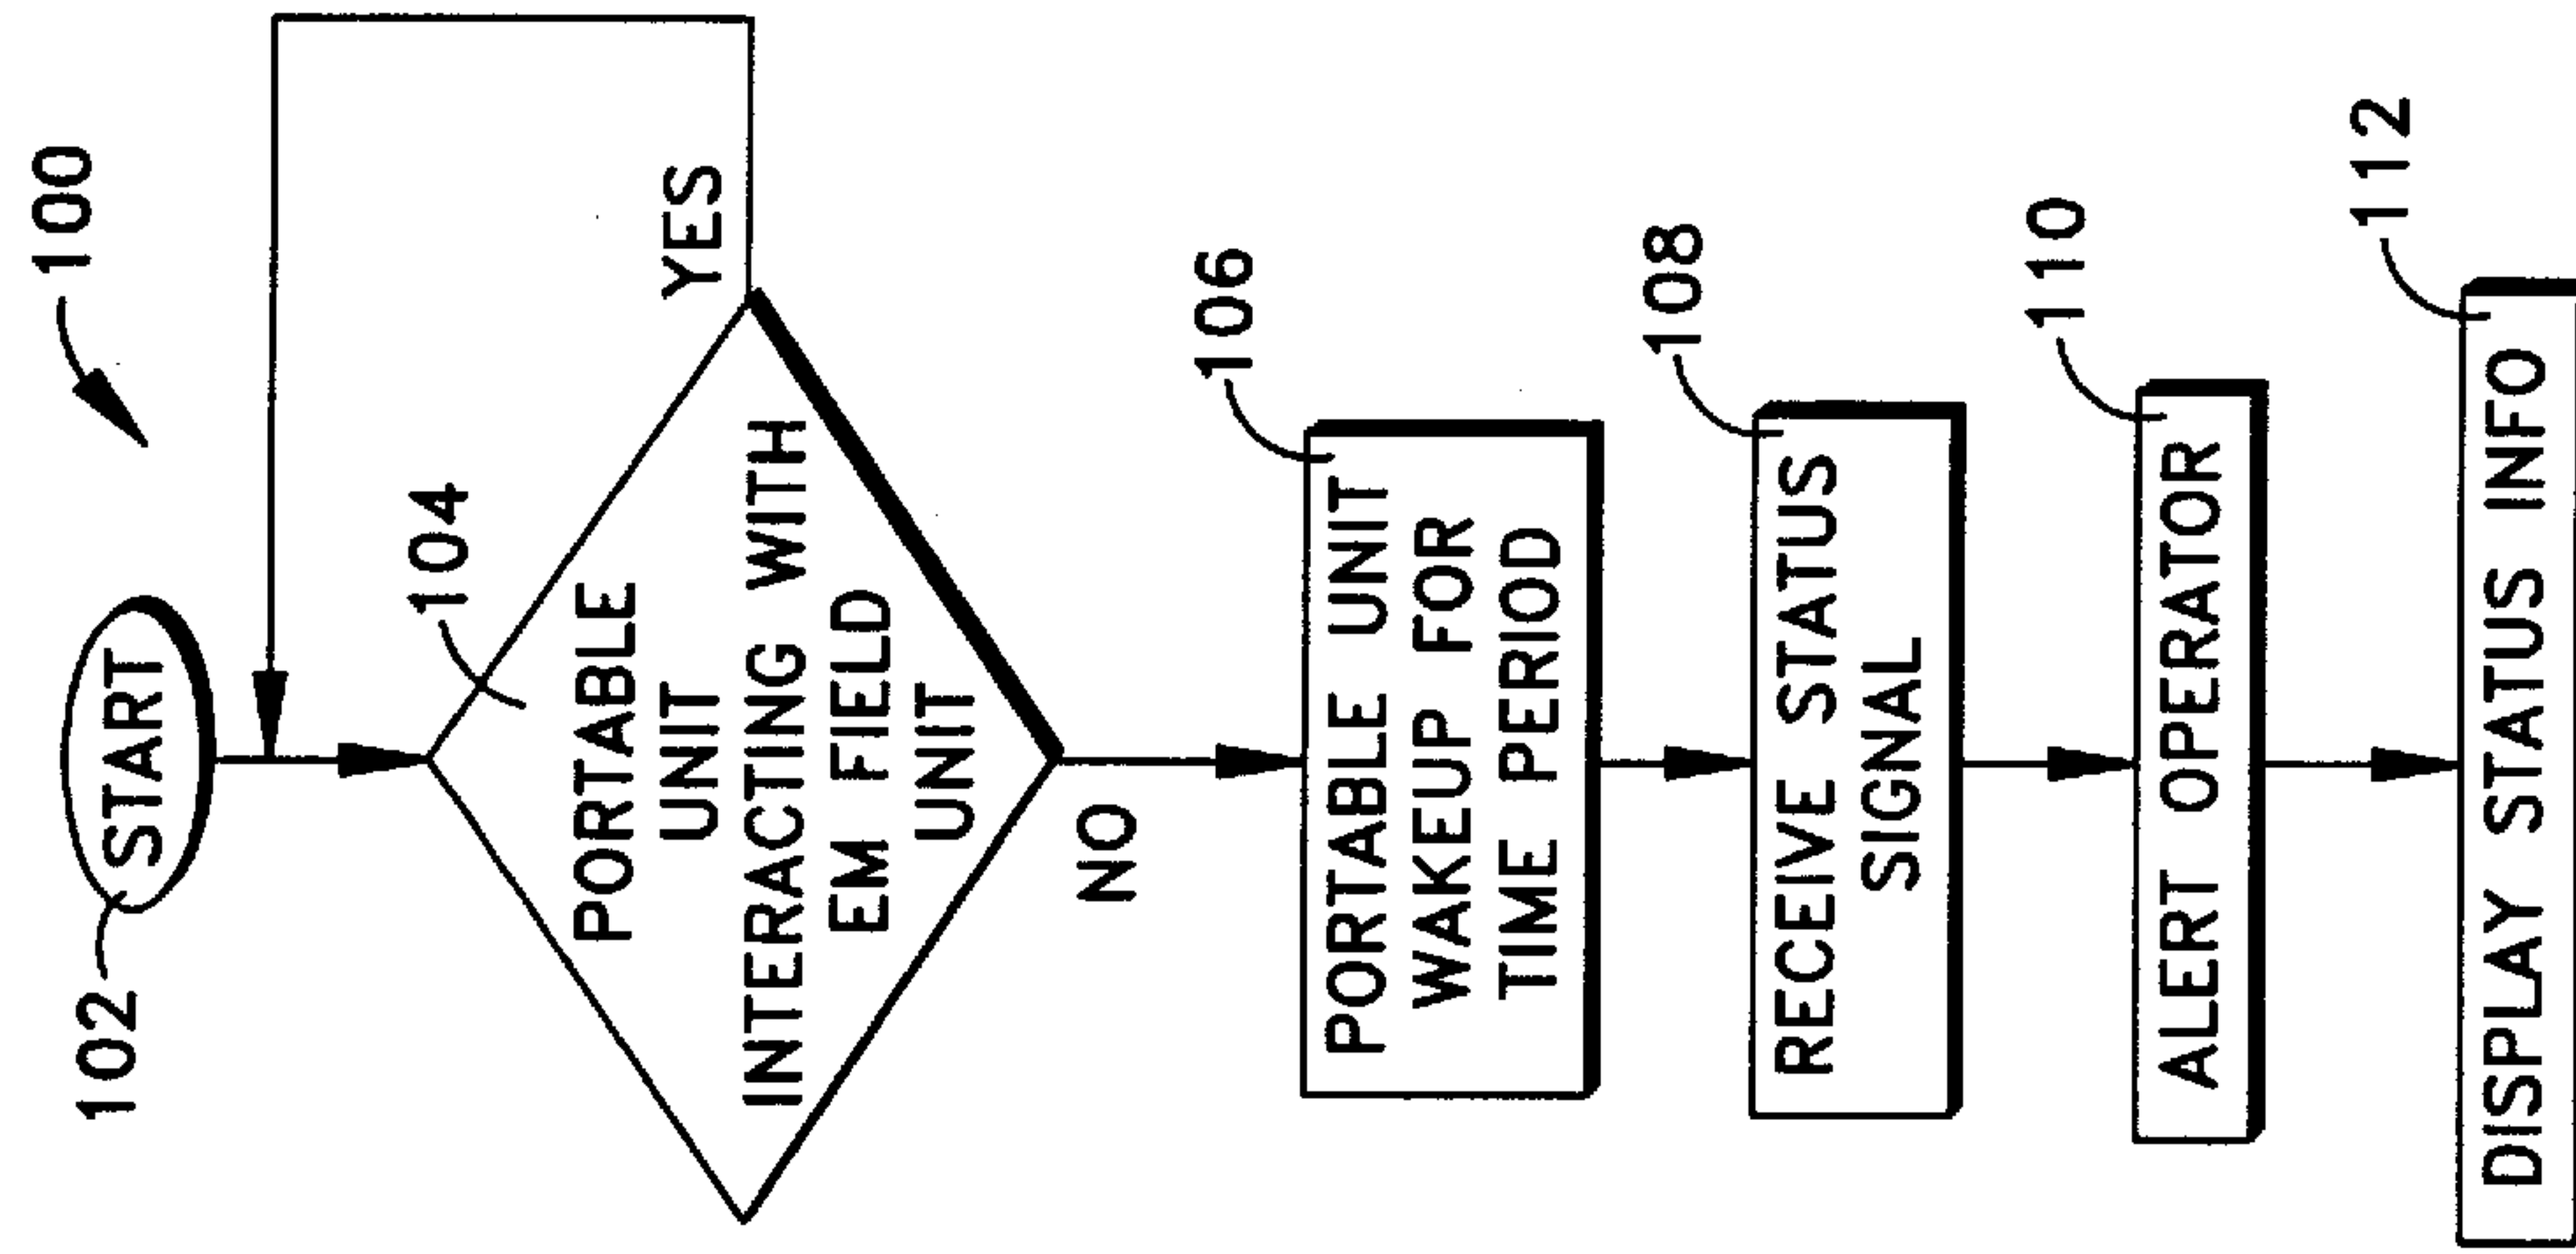 100
102
START
104
PORTABLE
UNIT
INTERACTING WITH
EM FIELD
UNIT
YES
NO
106
PORTABLE UNIT
WAKEUP FOR
TIME PERIOD
108
RECEIVE STATUS
SIGNAL
110
ALERT OPERATOR
112
DISPLAY STATUS INFO